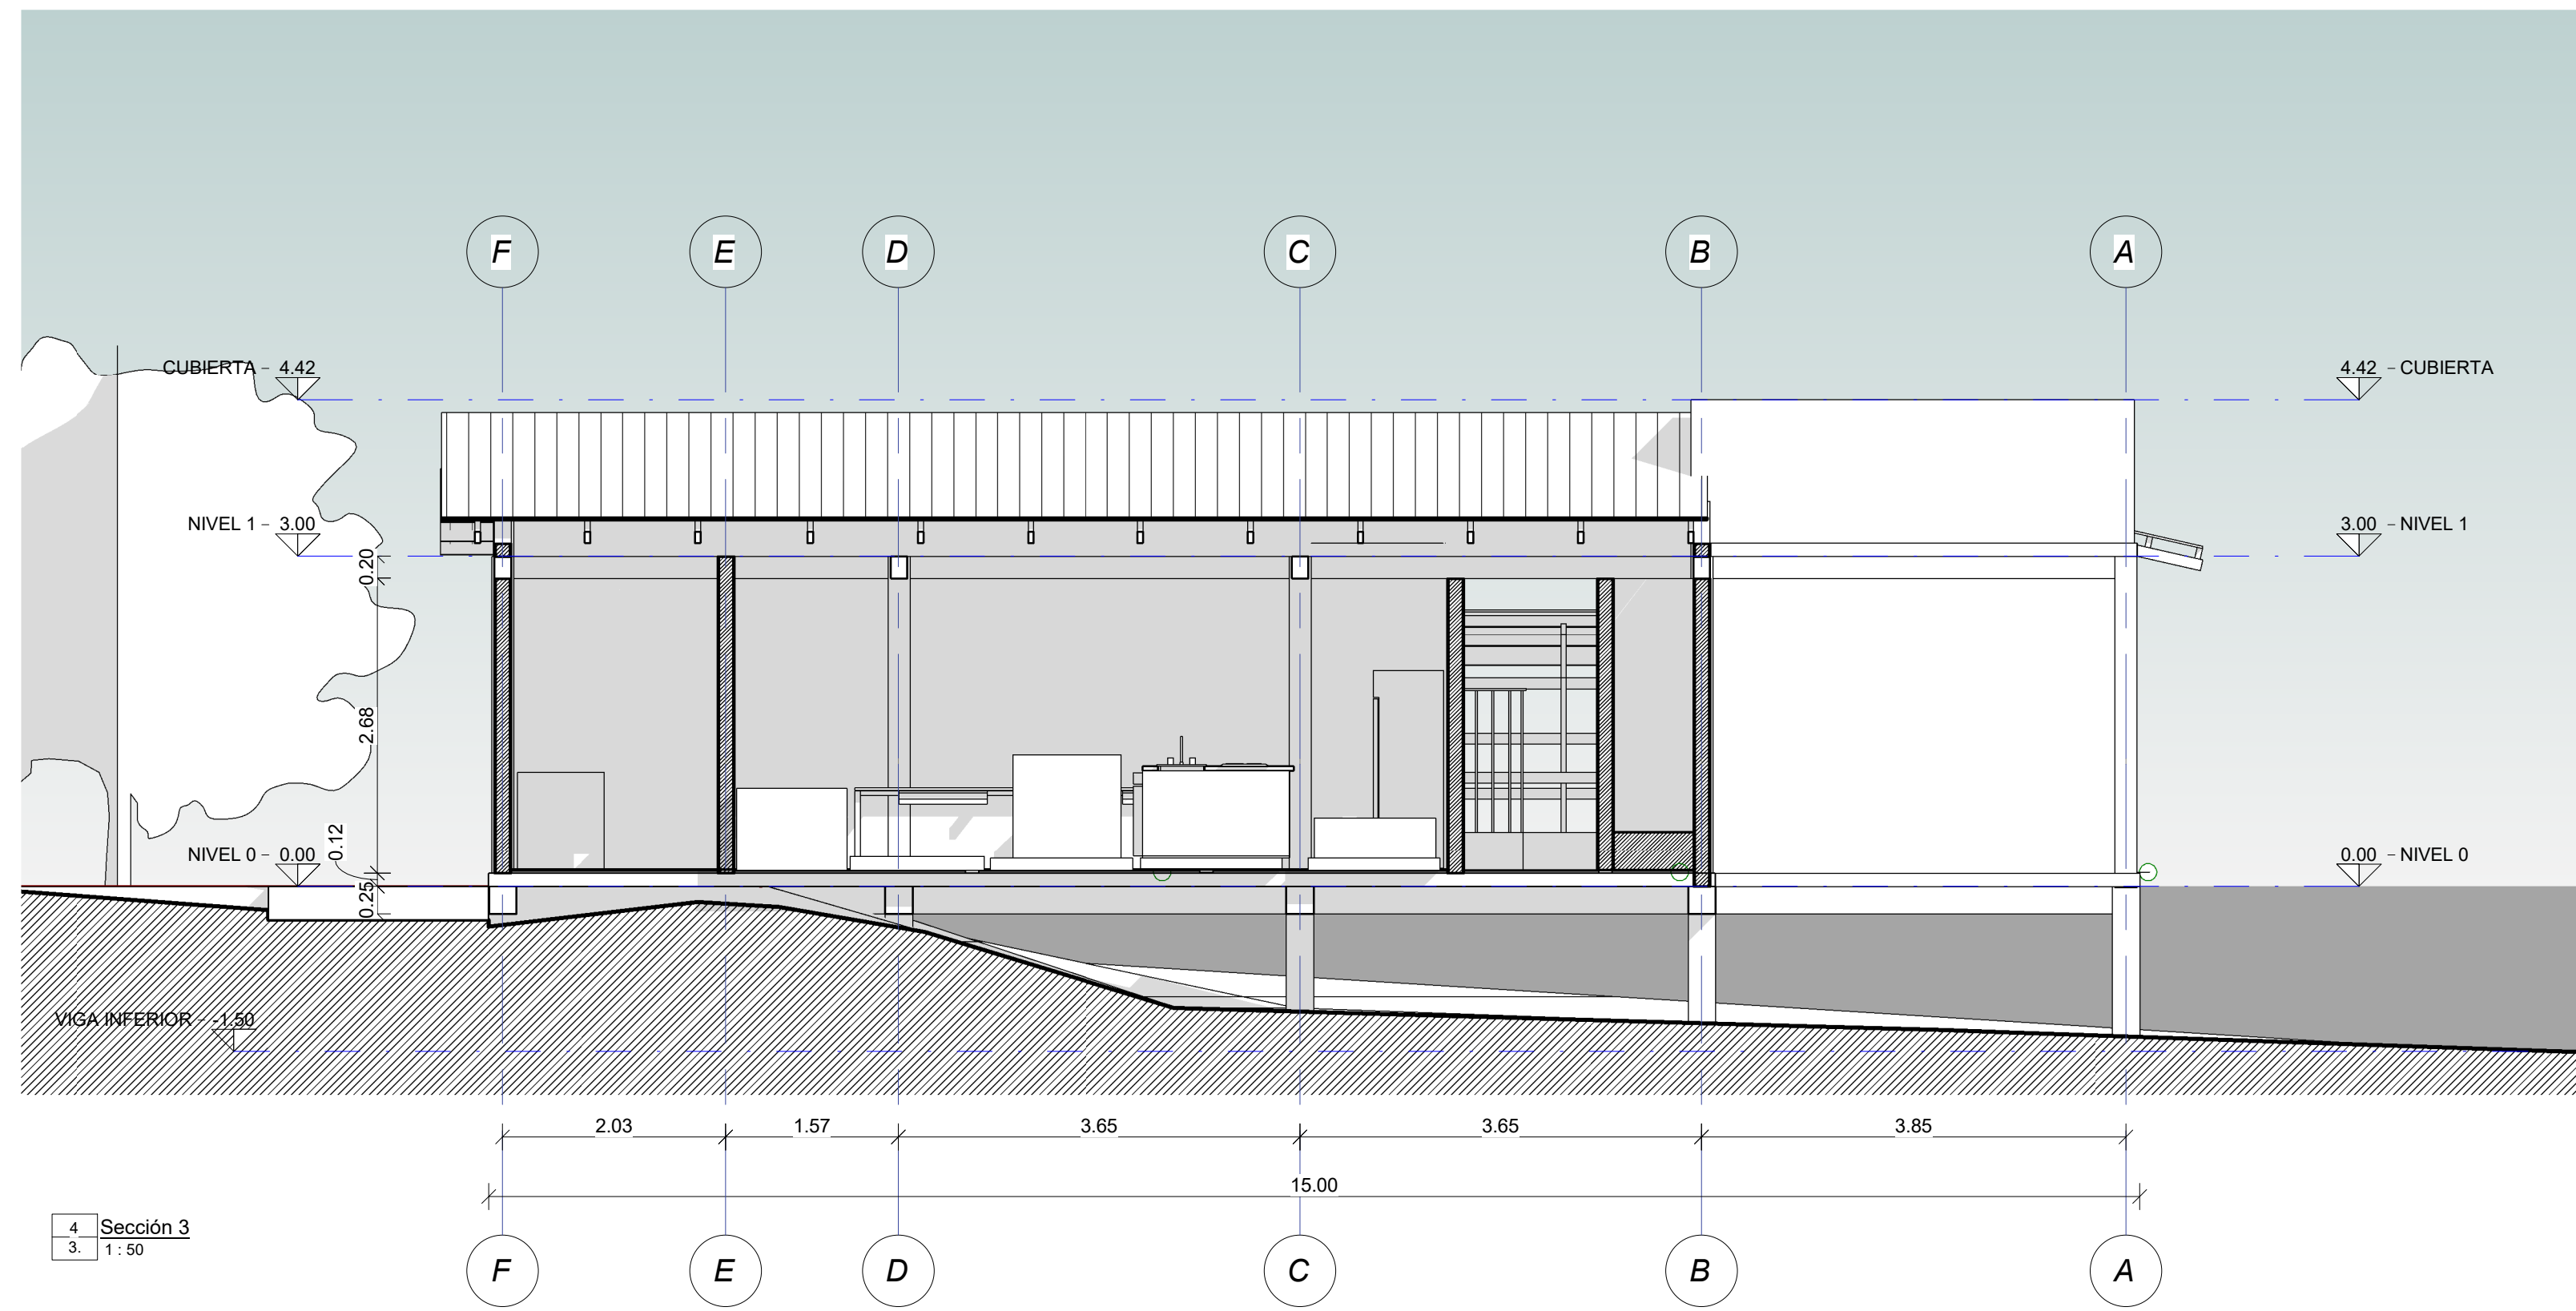 F E D C B A
CUBIERTA – 4.42
4.42 – CUBIERTA
NIVEL 1 – 3.00
3.00 – NIVEL 1
0.20
2.68
0.12
NIVEL 0 – 0.00
0.00 – NIVEL 0
0.25
VIGA INFERIOR – -1.50
2.03 1.57 3.65 3.65 3.85
15.00
4 Sección 3
3. 1 : 50
F E D C B A